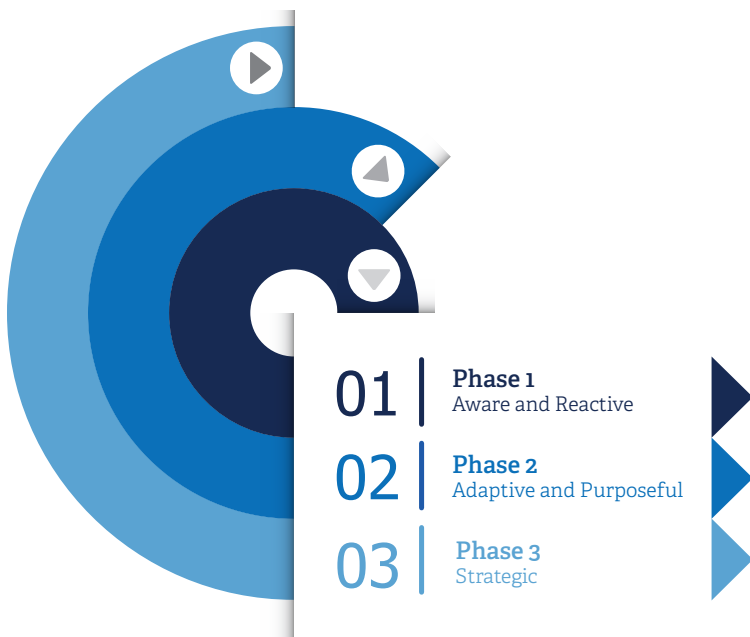 01
Phase 1
Aware and Reactive
02
Phase 2
Adaptive and Purposeful
03
Phase 3
Strategic